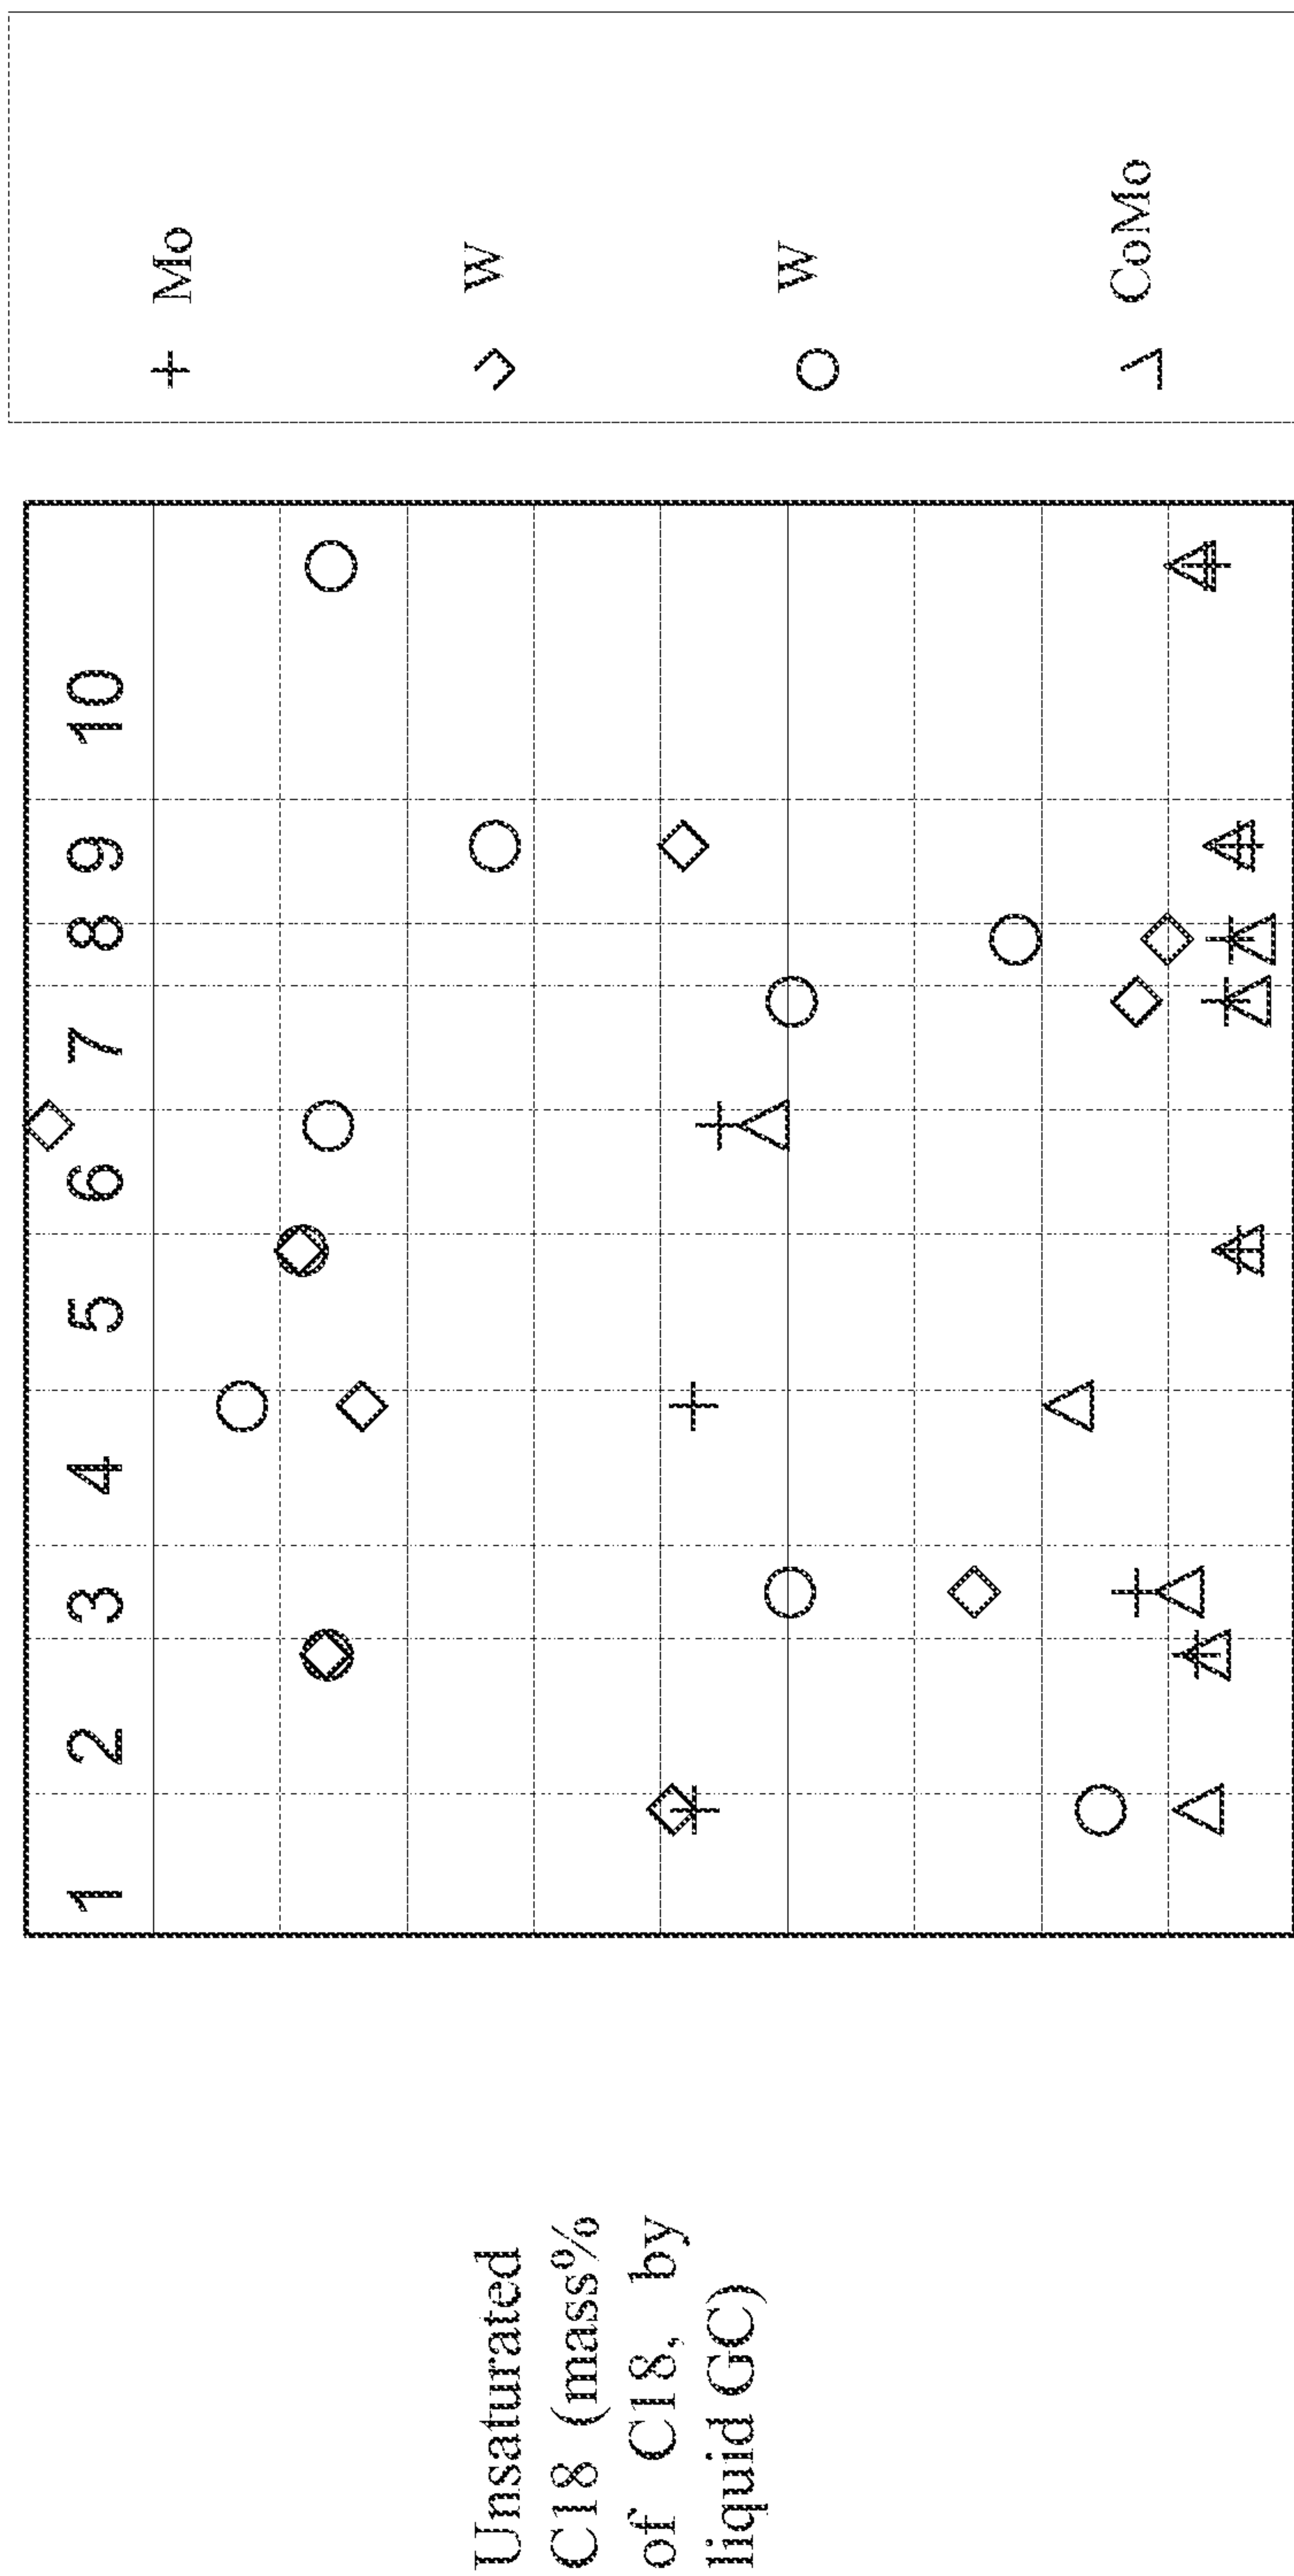 Unsaturated
C18 (mass%
of C18, by
liquid GC)
1 2 3 4 5 6 7 8 9 10
Mo
W
W
CoMo